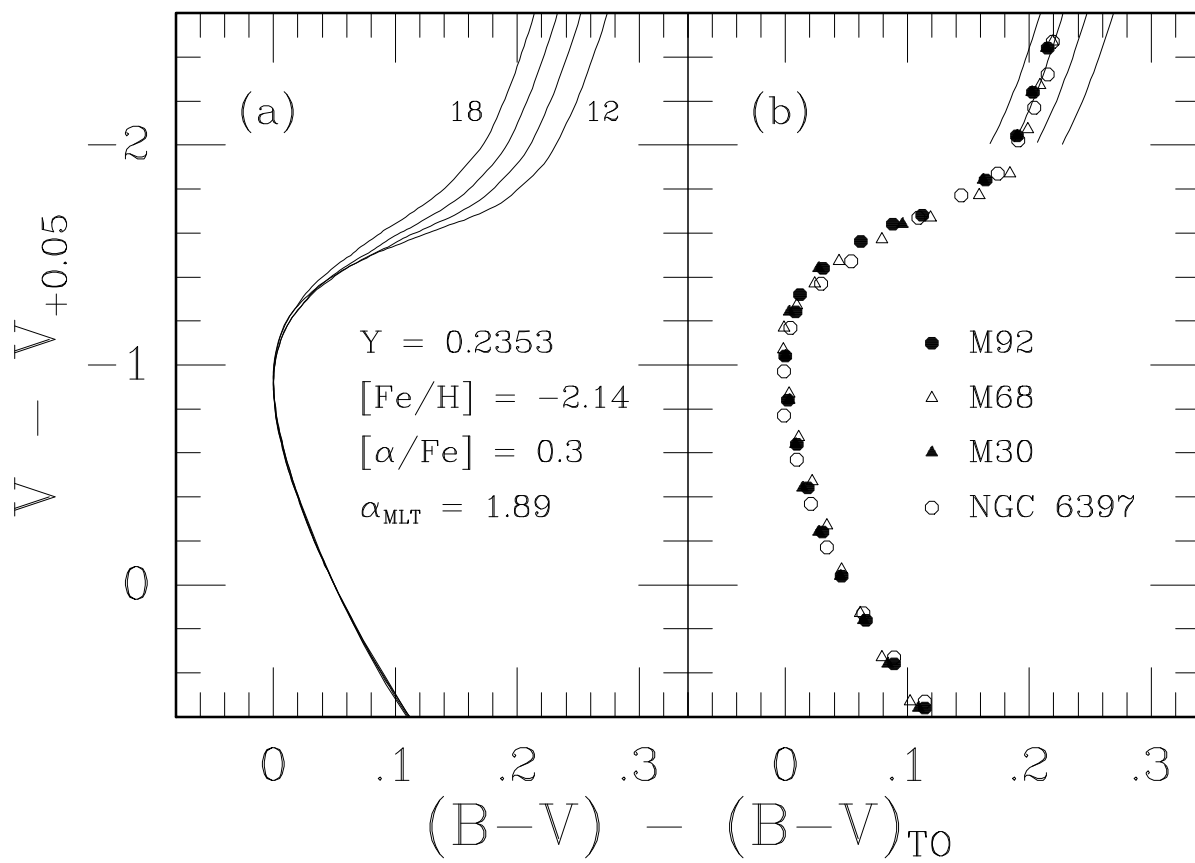 (a)
18
12
(b)
−2
−1
0
V − V+0.05
Y = 0.2353
[Fe/H] = −2.14
[α/Fe] = 0.3
αMLT = 1.89
M92
M68
M30
NGC 6397
0 .1 .2 .3
0 .1 .2 .3
(B−V) − (B−V)TO